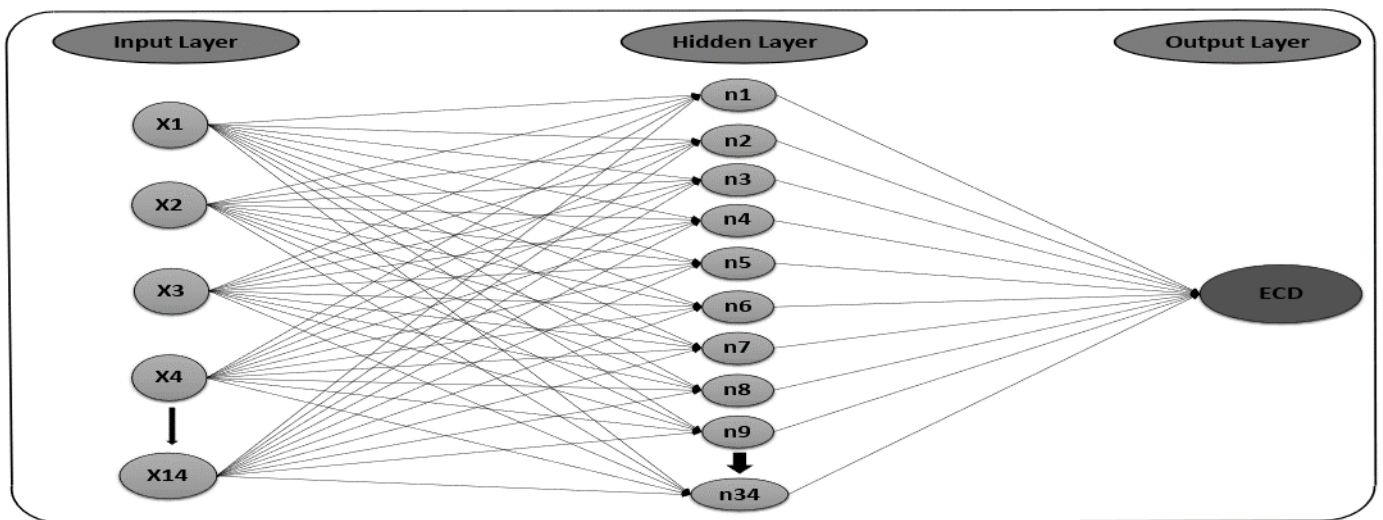 Input Layer
Hidden Layer
Output Layer
X1
X2
X3
X4
X14
n1
n2
n3
n4
n5
n6
n7
n8
n9
n34
ECD